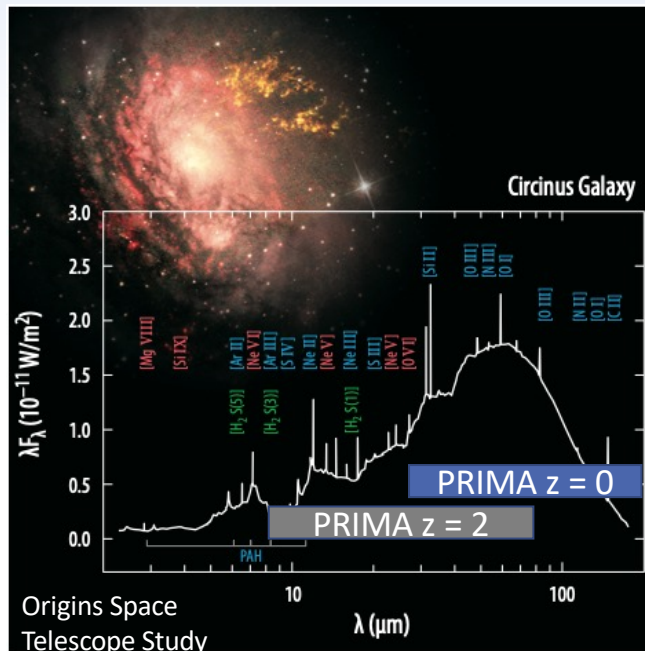 Circinus Galaxy
3.0
2.5
2.0
1.5
1.0
0.5
0.0
λFλ (10⁻¹¹ W/m²)
[Mg VIII]
[Si IX]
[Ar II]
[Ne VI]
[Ar III]
[S IV]
[Ne II]
[Ne V]
[Ne III]
[S III]
[Ne V]
[O VI]
[Si II]
[O III]
[N III]
[O I]
[O III]
[N II]
[O I]
[C II]
[H₂ S(5)]
[H₂ S(3)]
[H₂ S(1)]
PRIMA z = 0
PRIMA z = 2
PAH
10
100
λ (μm)
Origins Space
Telescope Study